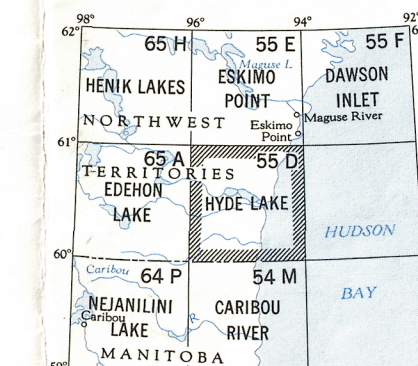 98° 96° 94° 92°
62° 65 H 55 E 55 F
Maguse L.
HENIK LAKES ESKIMO POINT DAWSON INLET
NORTHWEST
Maguse River
Eskimo Point
61°
65 A 55 D
TERRITORIES
EDEHON LAKE HYDE LAKE
HUDSON
60°
Caribou 64 P 54 M
BAY
NEJANILINI LAKE CARIBOU RIVER
Caribou
R
MANITOBA
59°